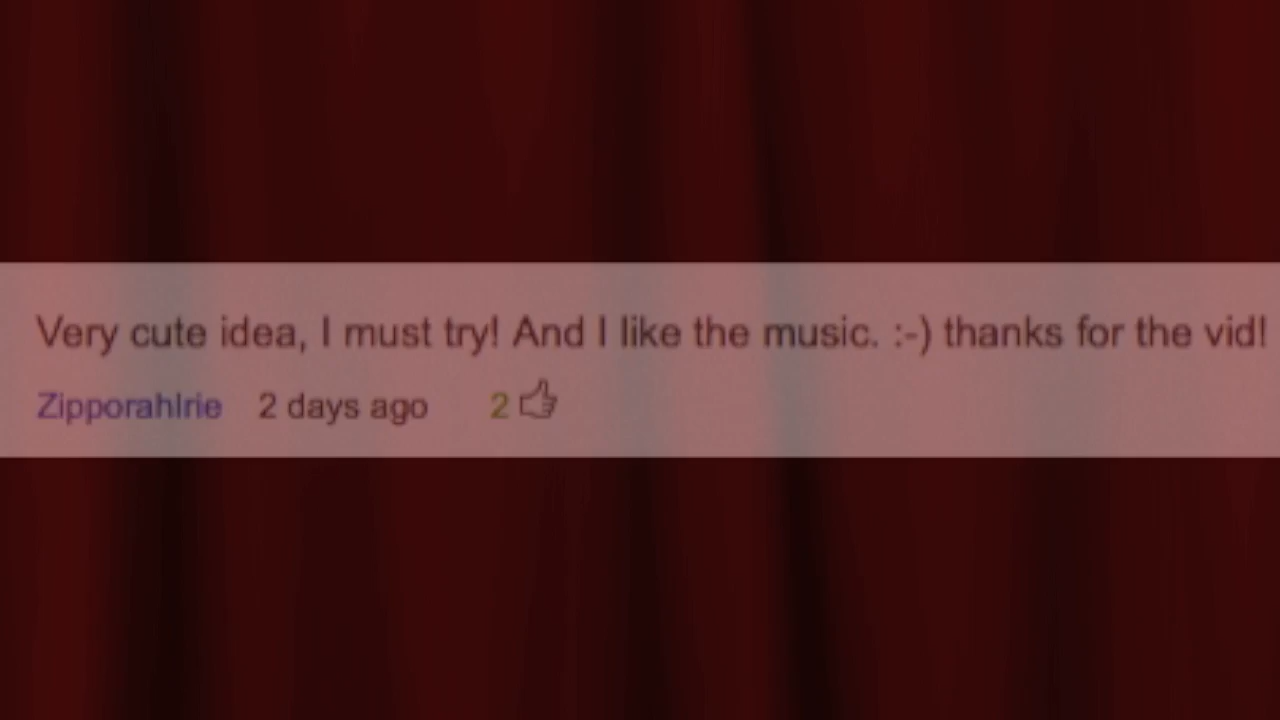 Very cute idea, I must try! And I like the music. :-) thanks for the vid!
ZipporahIrie 2 days ago 2